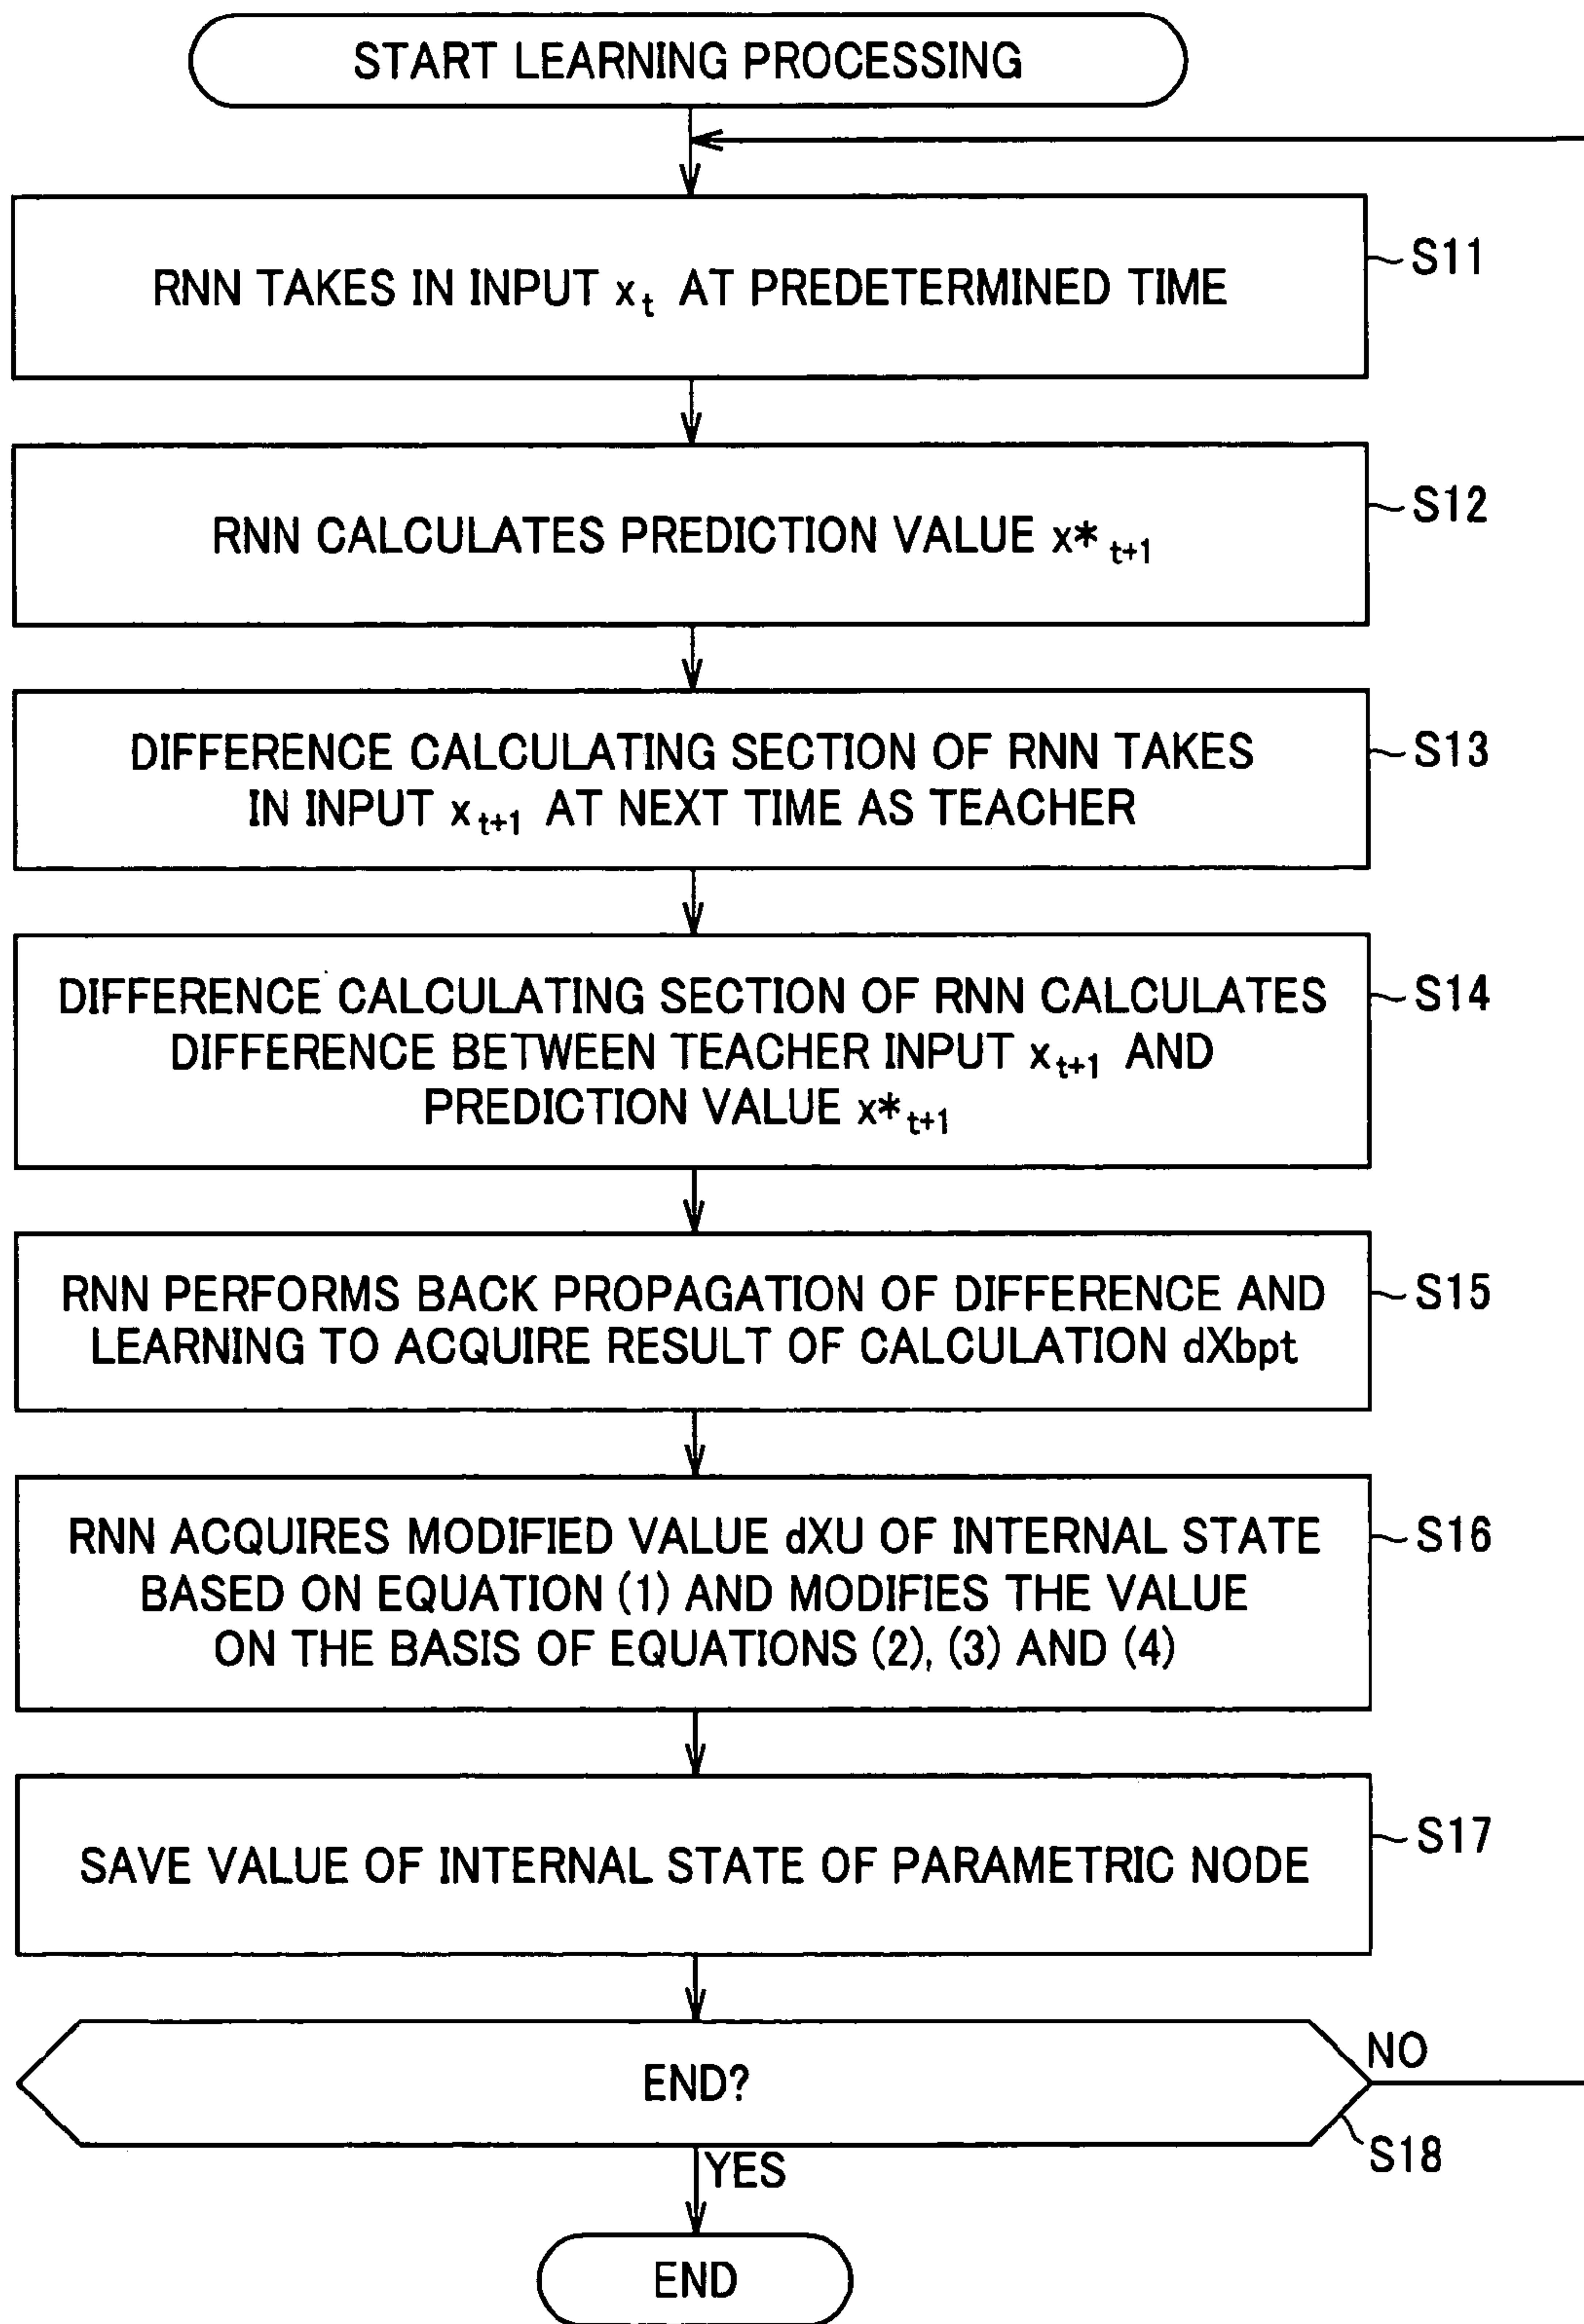 START LEARNING PROCESSING
RNN TAKES IN INPUT x_t AT PREDETERMINED TIME
S11
RNN CALCULATES PREDICTION VALUE x*_{t+1}
S12
DIFFERENCE CALCULATING SECTION OF RNN TAKES
IN INPUT x_{t+1} AT NEXT TIME AS TEACHER
S13
DIFFERENCE CALCULATING SECTION OF RNN CALCULATES
DIFFERENCE BETWEEN TEACHER INPUT x_{t+1} AND
PREDICTION VALUE x*_{t+1}
S14
RNN PERFORMS BACK PROPAGATION OF DIFFERENCE AND
LEARNING TO ACQUIRE RESULT OF CALCULATION dXbpt
S15
RNN ACQUIRES MODIFIED VALUE dXU OF INTERNAL STATE
BASED ON EQUATION (1) AND MODIFIES THE VALUE
ON THE BASIS OF EQUATIONS (2), (3) AND (4)
S16
SAVE VALUE OF INTERNAL STATE OF PARAMETRIC NODE
S17
END?
NO
S18
YES
END